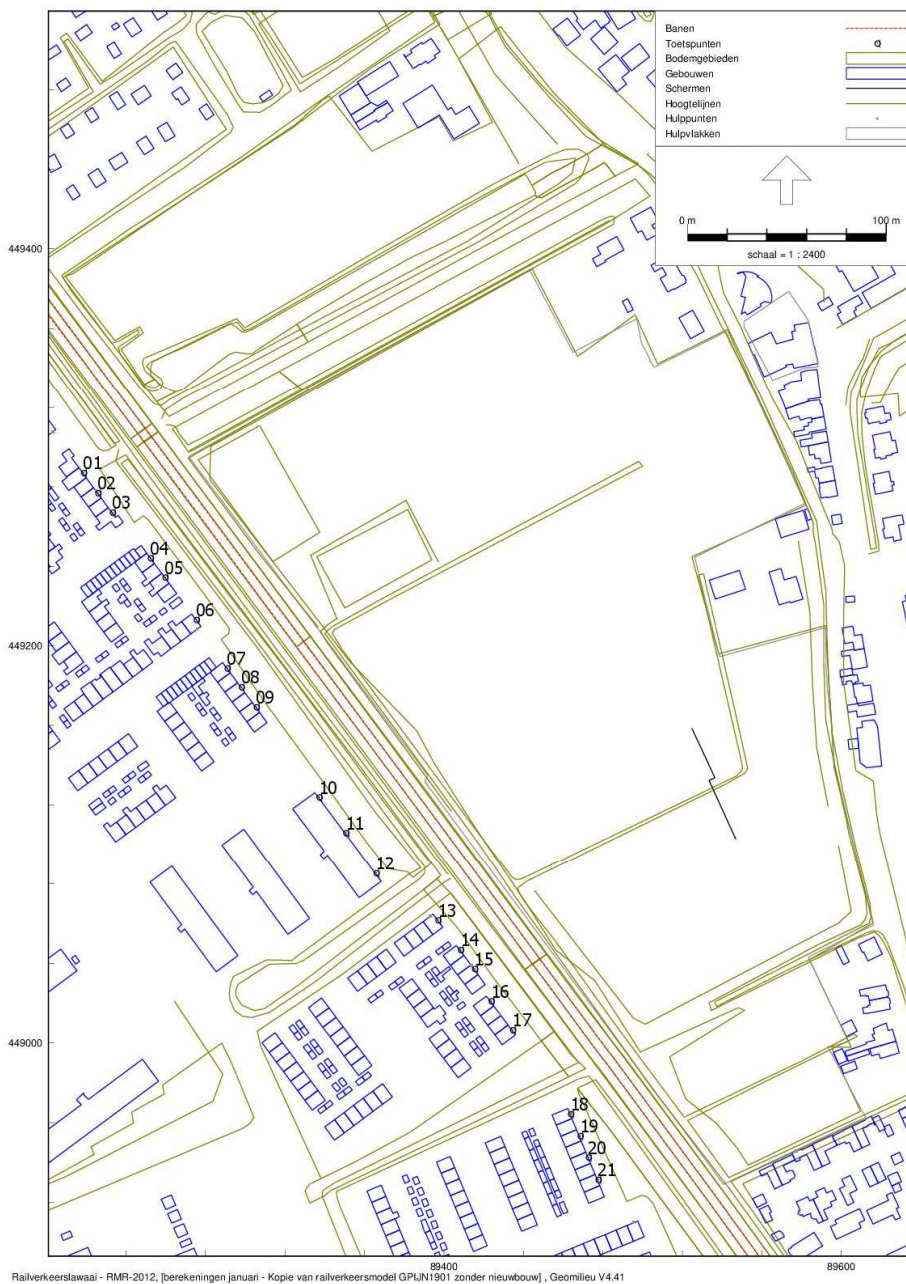 Banen
Toetspunten
Bodemgebieden
Gebouwen
Schermen
Hoogtelijnen
Hulppunten
Hulpvlakken
0 m 100 m
schaal = 1 : 2400
449400
01
02
03
04
05
449200
06
07
08
09
10
11
12
13
14
15
16
17
449000
18
19
20
21
89400 89600
Railverkeerslawaai - RMR-2012, [berekeningen januari - Kopie van railverkeersmodel GPIJN1901 zonder nieuwbouw] , Geomilieu V4.41